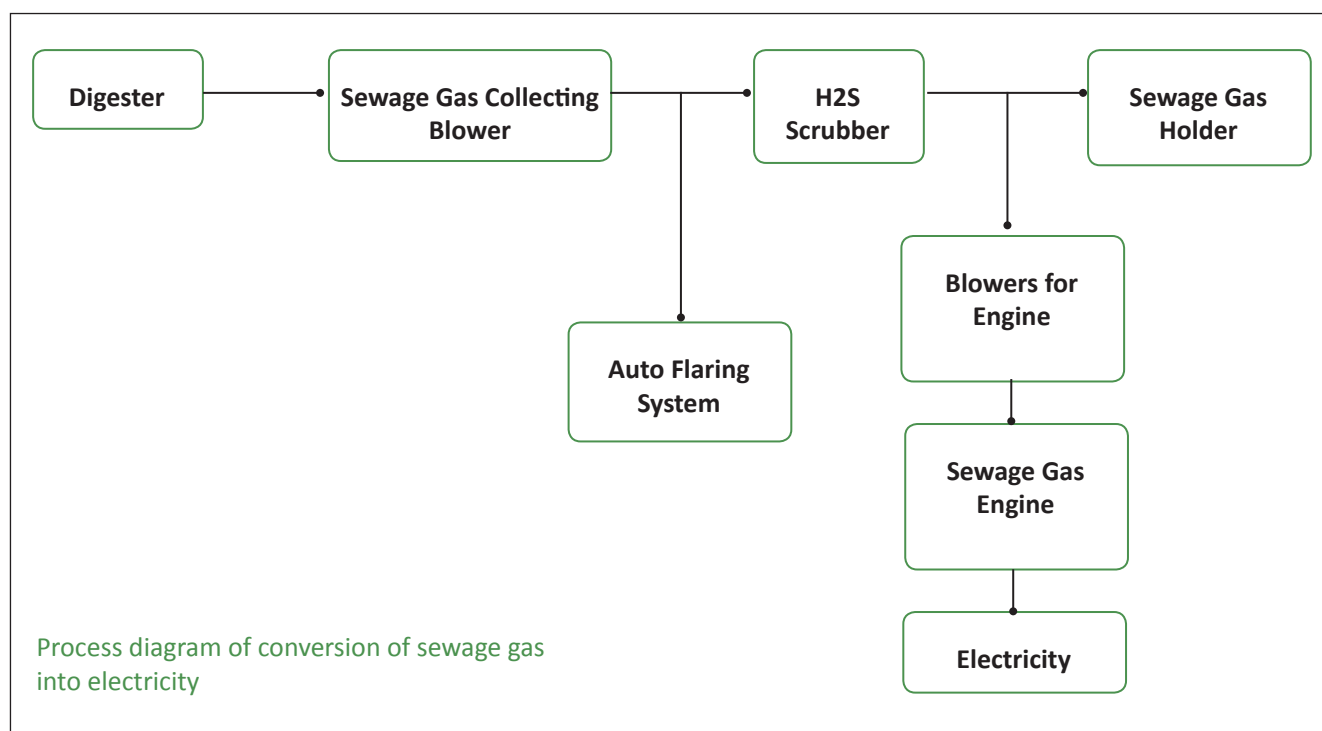 Digester
Sewage Gas Collecting
Blower
H2S
Scrubber
Sewage Gas
Holder
Blowers for
Engine
Auto Flaring
System
Sewage Gas
Engine
Electricity
Process diagram of conversion of sewage gas
into electricity